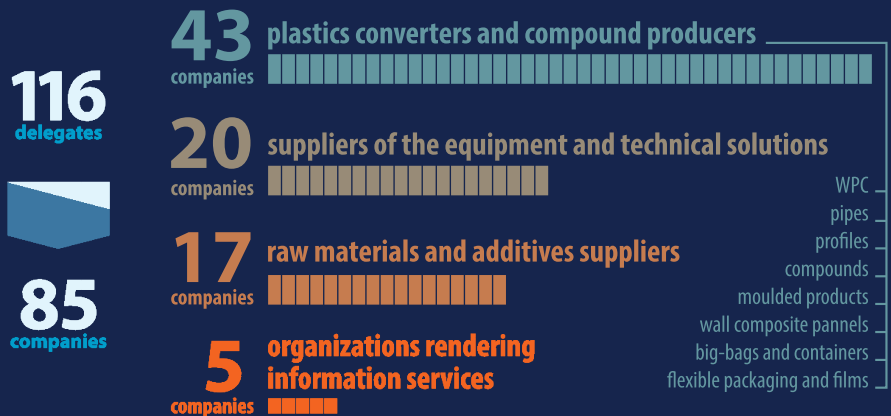 116
delegates
85
companies
43
companies
plastics converters and compound producers
20
companies
suppliers of the equipment and technical solutions
17
companies
raw materials and additives suppliers
5
companies
organizations rendering
information services
WPC
pipes
profiles
compounds
moulded products
wall composite pannels
big-bags and containers
flexible packaging and films